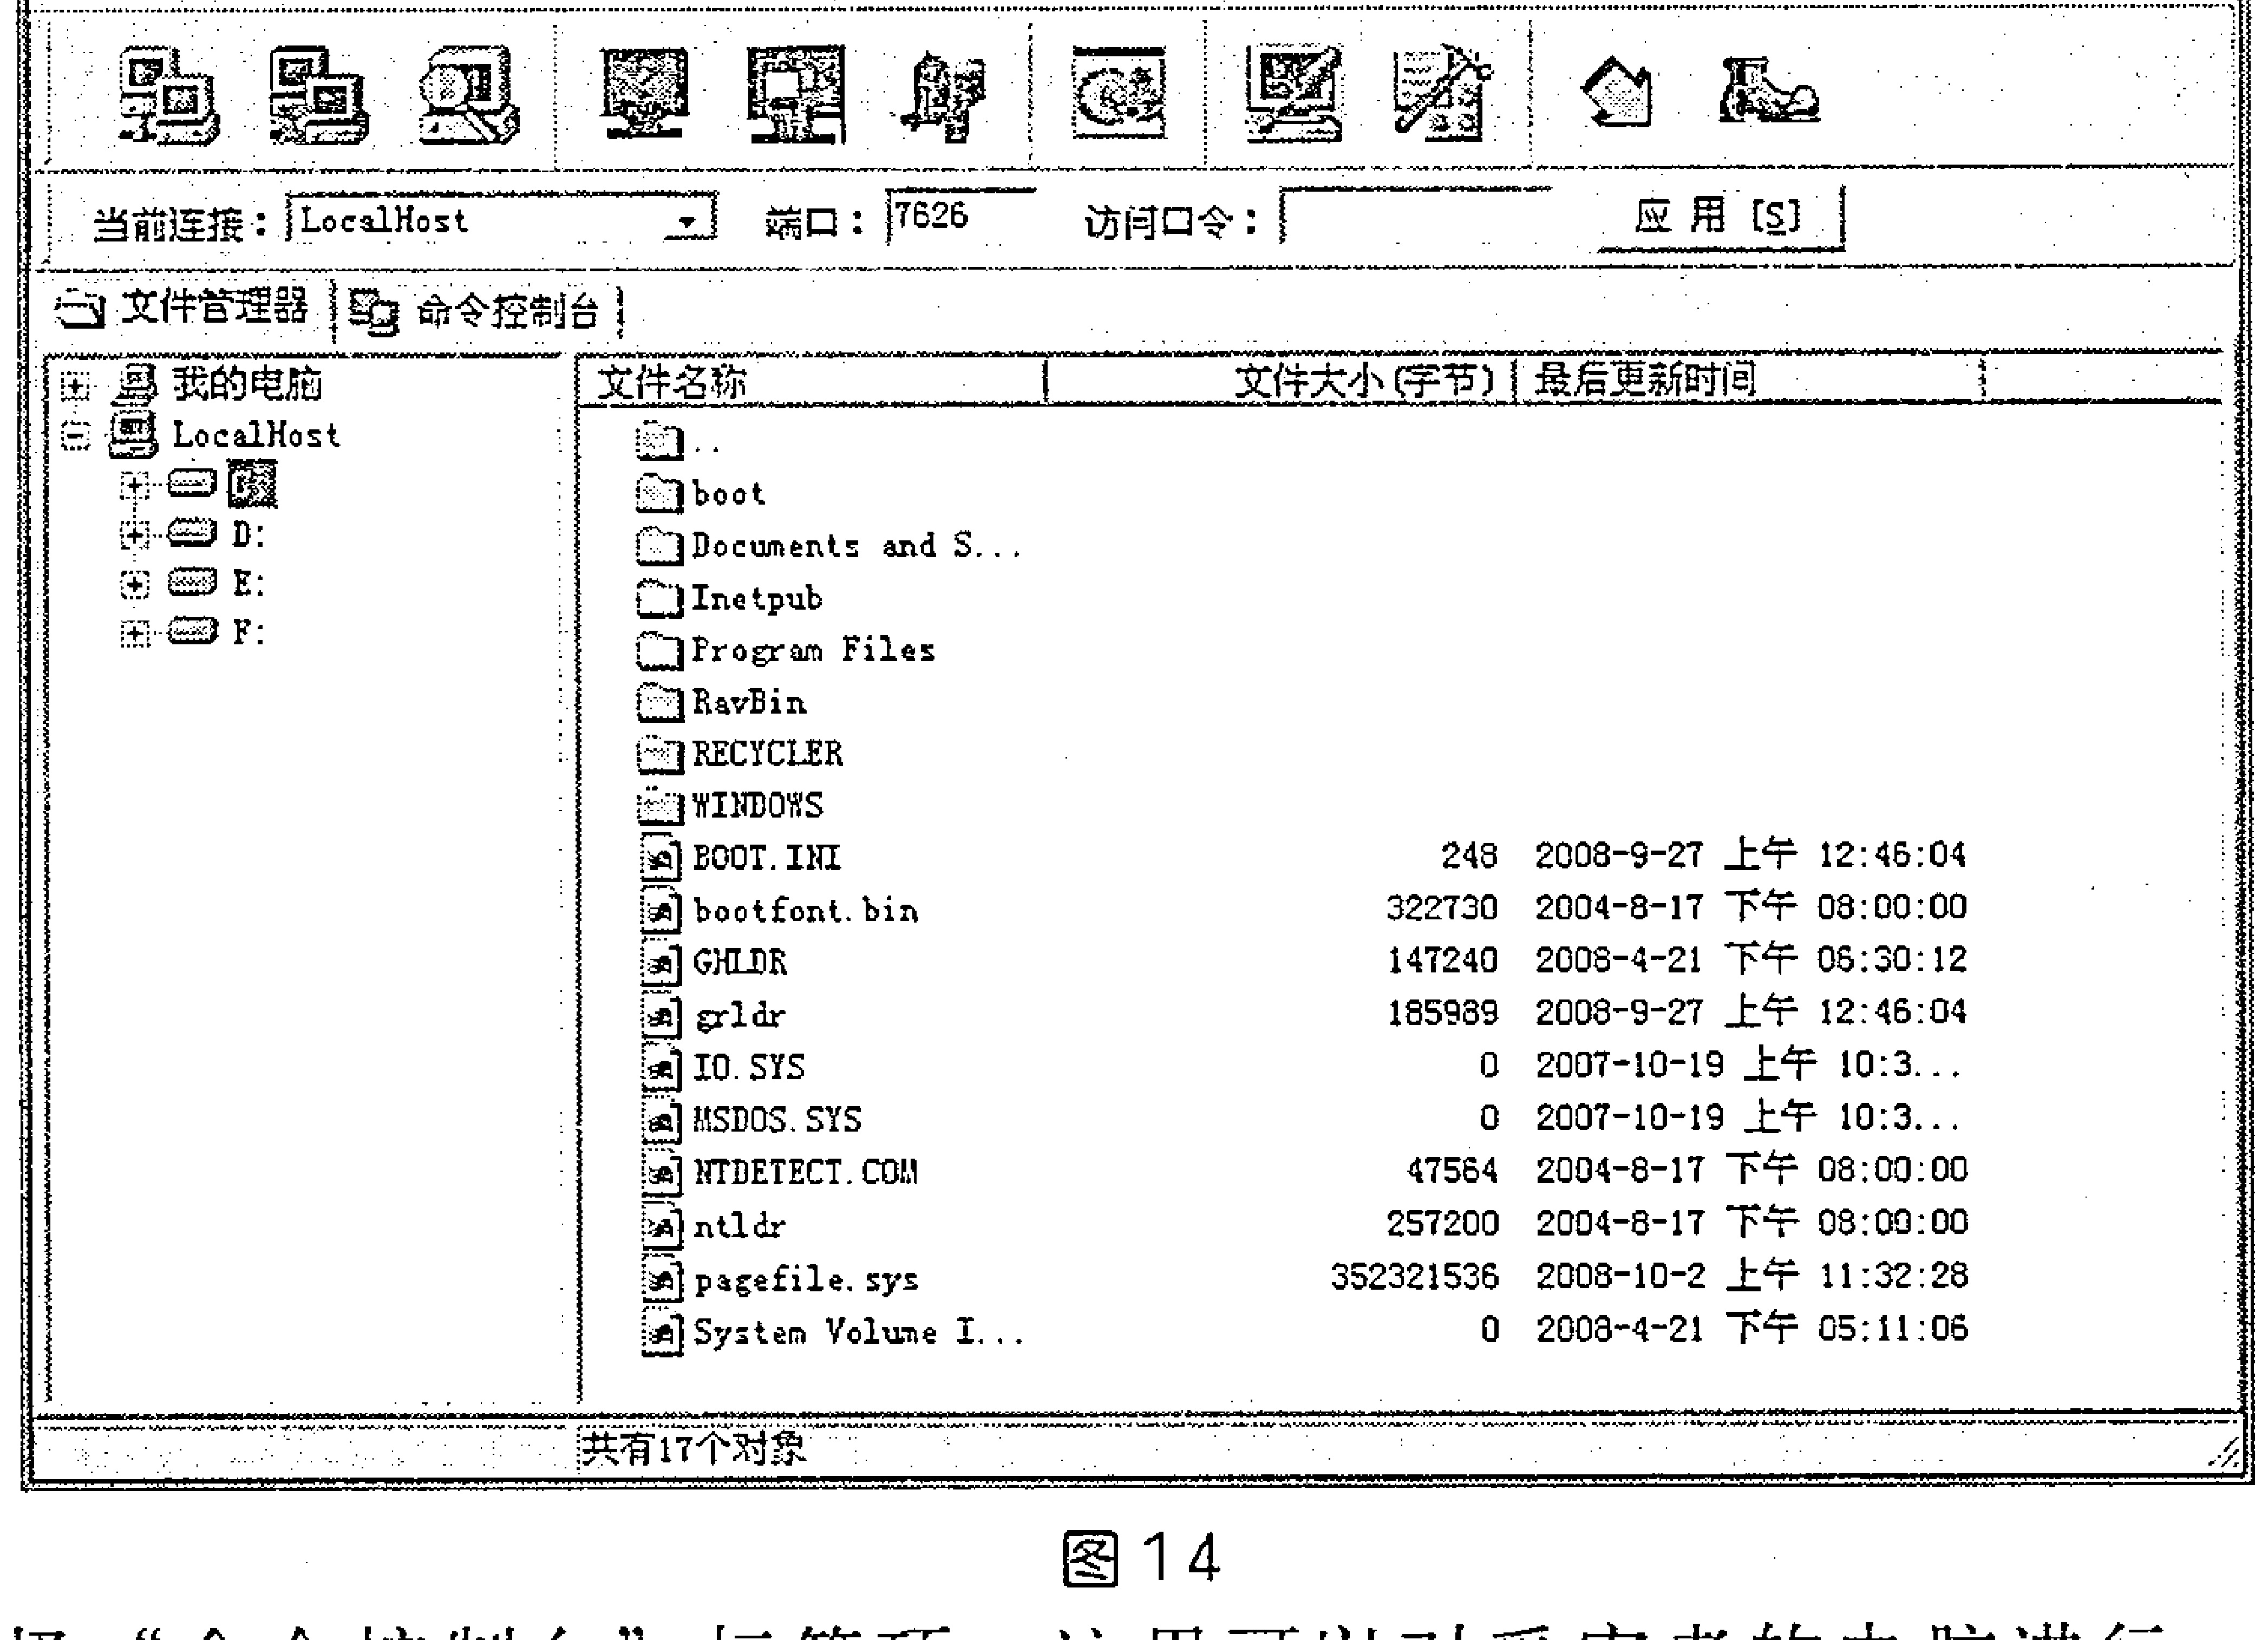 当前连接： LocalHost 端口： 7626 访问口令： 应 用 [S]
文件管理器 命令控制台
文件名称 文件大小(字节) 最后更新时间
我的电脑
LocalHost
D:
E:
F:
..
boot
Documents and S...
Inetpub
Program Files
RavBin
RECYCLER
WINDOWS
BOOT.INI 248 2008-9-27 上午 12:46:04
bootfont.bin 322730 2004-8-17 下午 08:00:00
GHLDR 147240 2008-4-21 下午 06:30:12
grldr 185989 2008-9-27 上午 12:46:04
IO.SYS 0 2007-10-19 上午 10:3...
MSDOS.SYS 0 2007-10-19 上午 10:3...
NTDETECT.COM 47564 2004-8-17 下午 08:00:00
ntldr 257200 2004-8-17 下午 08:00:00
pagefile.sys 352321536 2008-10-2 上午 11:32:28
System Volume I... 0 2008-4-21 下午 05:11:06
共有17个对象
图14